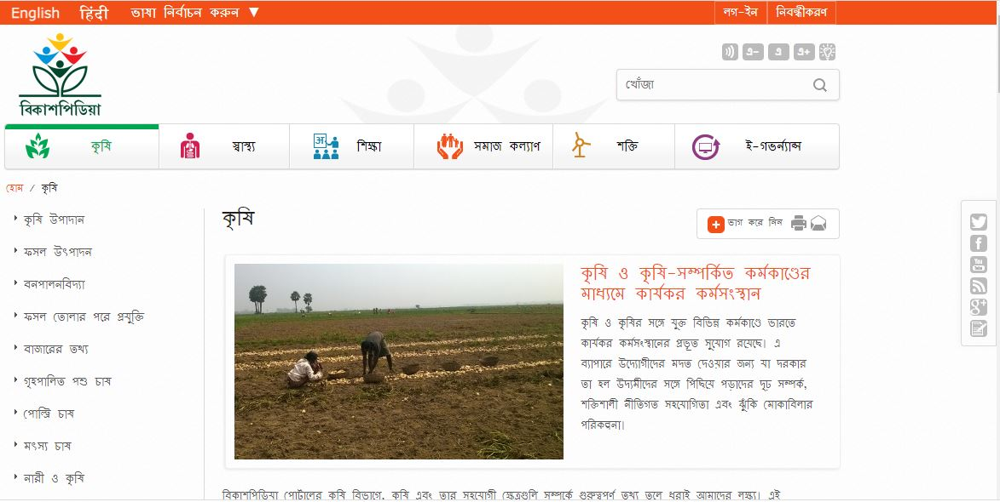 English हिंदी ভাষা নির্বাচন করুন ▼ লগ-ইন নিবন্ধীকরণ
এ- এ এ+
বিকাশপিডিয়া
খোঁজা
কৃষি স্বাস্থ্য শিক্ষা সমাজ কল্যাণ শক্তি ই-গভর্ন্যান্স
হোম / কৃষি
কৃষি উপাদান
ফসল উৎপাদন
বনপালনবিদ্যা
ফসল তোলার পরে প্রযুক্তি
বাজারের তথ্য
গৃহপালিত পশু চাষ
পোল্ট্রি চাষ
মৎস্য চাষ
নারী ও কৃষি
কৃষি
ভাগ করে নিন
কৃষি ও কৃষি-সম্পর্কিত কর্মকাণ্ডের
মাধ্যমে কার্যকর কর্মসংস্থান
কৃষি ও কৃষির সঙ্গে যুক্ত বিভিন্ন কর্মকাণ্ডে ভারতে
কার্যকর কর্মসংস্থানের প্রভূত সুযোগ রয়েছে। এ
ব্যাপারে উদ্যোগীদের মদত দেওয়ার জন্য যা দরকার
তা হল উদ্যমীদের সঙ্গে পিছিয়ে পড়াদের দৃঢ় সম্পর্ক,
শক্তিশালী নীতিগত সহযোগিতা এবং ঝুঁকি মোকাবিলার
পরিকল্পনা।
বিকাশপিডিয়া পোর্টালের কৃষি বিভাগে, কৃষি এবং তার সহযোগী ক্ষেত্রগুলি সম্পর্কে গুরুত্বপূর্ণ তথ্য তুলে ধরাই আমাদের লক্ষ্য। এই